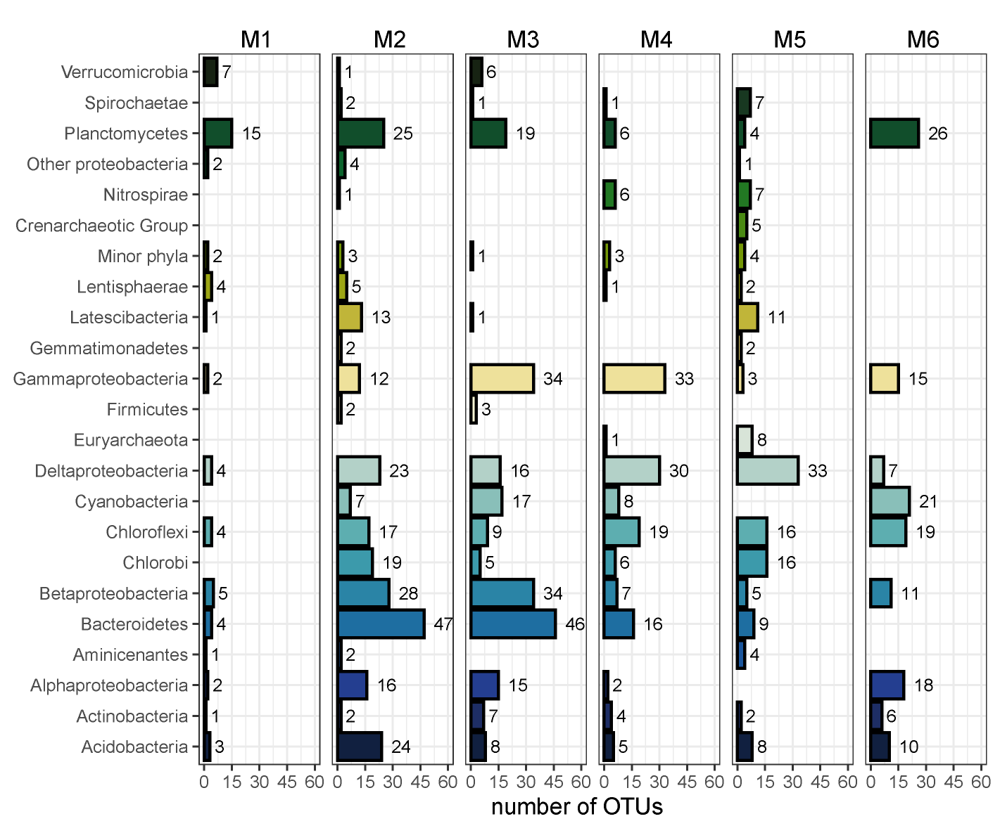 M1 M2 M3 M4 M5 M6
Verrucomicrobia 7 1 6
Spirochaetae 2 1 1 7
Planctomycetes 15 25 19 6 4 26
Other proteobacteria 2 4 1
Nitrospirae 1 6 7
Crenarchaeotic Group 5
Minor phyla 2 3 1 3 4
Lentisphaerae 4 5 1 2
Latescibacteria 1 13 1 11
Gemmatimonadetes 2 2
Gammaproteobacteria 2 12 34 33 3 15
Firmicutes 2 3
Euryarchaeota 1 8
Deltaproteobacteria 4 23 16 30 33 7
Cyanobacteria 7 17 8 21
Chloroflexi 4 17 9 19 16 19
Chlorobi 19 5 6 16
Betaproteobacteria 5 28 34 7 5 11
Bacteroidetes 4 47 46 16 9
Aminicenantes 1 2 4
Alphaproteobacteria 2 16 15 2 18
Actinobacteria 1 2 7 4 2 6
Acidobacteria 3 24 8 5 8 10
0 15 30 45 60 0 15 30 45 60 0 15 30 45 60 0 15 30 45 60 0 15 30 45 60 0 15 30 45 60
number of OTUs